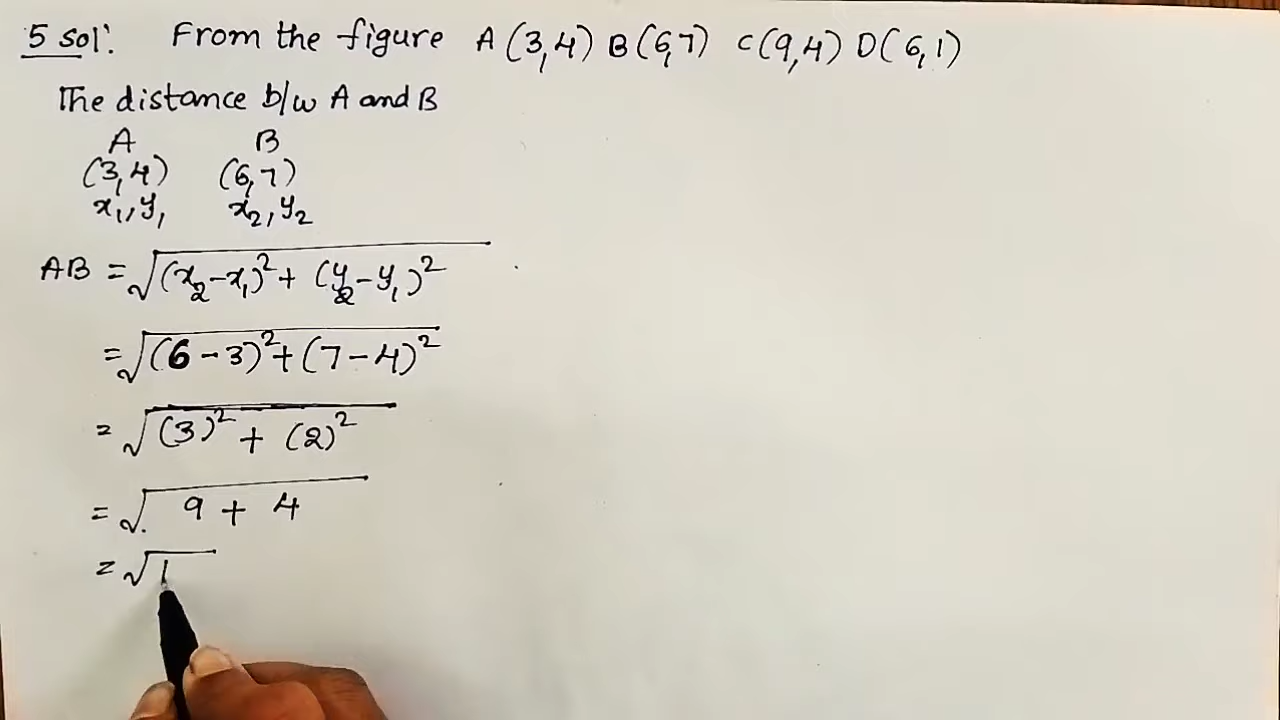 5 sol: From the figure A (3,4) B (6,7) C(9,4) D(6,1)
The distance b/w A and B
A B
(3,4) (6,7)
x₁,y₁ x₂,y₂
AB = √(x₂-x₁)²+ (y₂-y₁)²
=√(6-3)²+(7-4)²
= √(3)² + (2)²
= √ 9 + 4
= √1